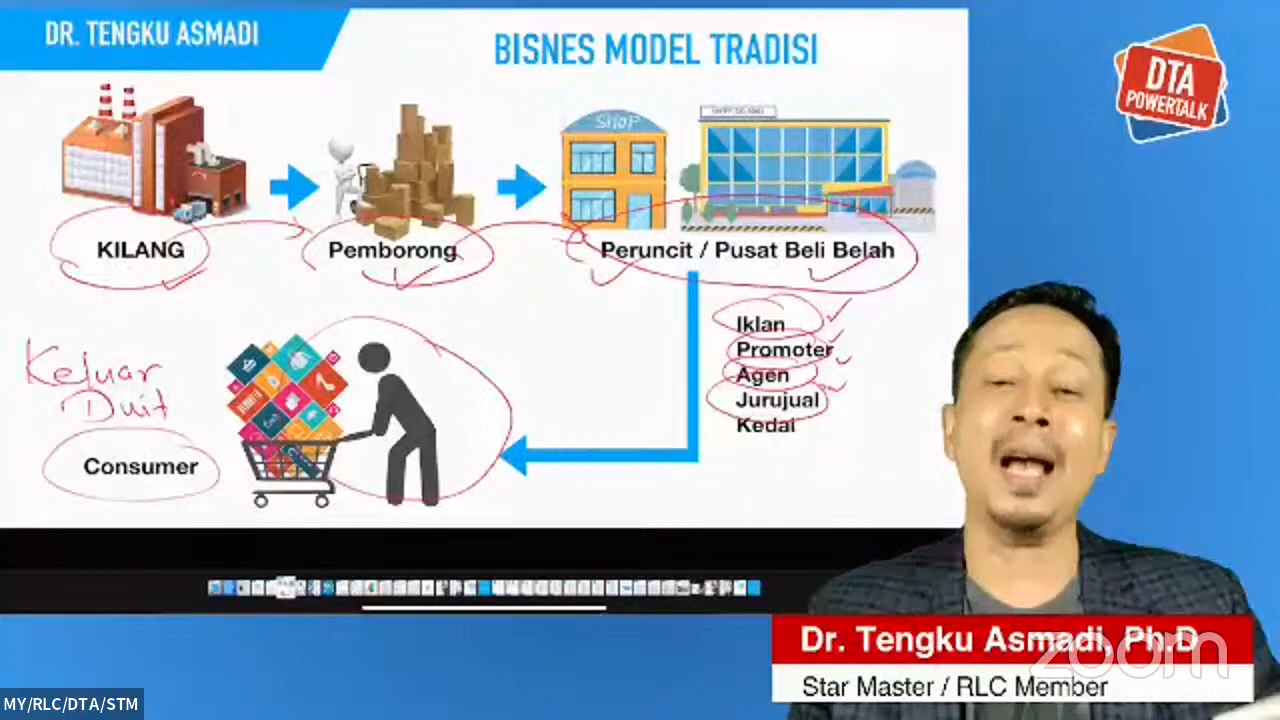 DR. TENGKU ASMADI
BISNES MODEL TRADISI
DTA
POWERTALK
SHOP
KILANG
Pemborong
Peruncit / Pusat Beli Belah
Iklan
Promoter
Agen
Jurujual
Kedai
Keluar
Duit
Consumer
Dr. Tengku Asmadi, Ph.D
zoom
Star Master / RLC Member
MY/RLC/DTA/STM